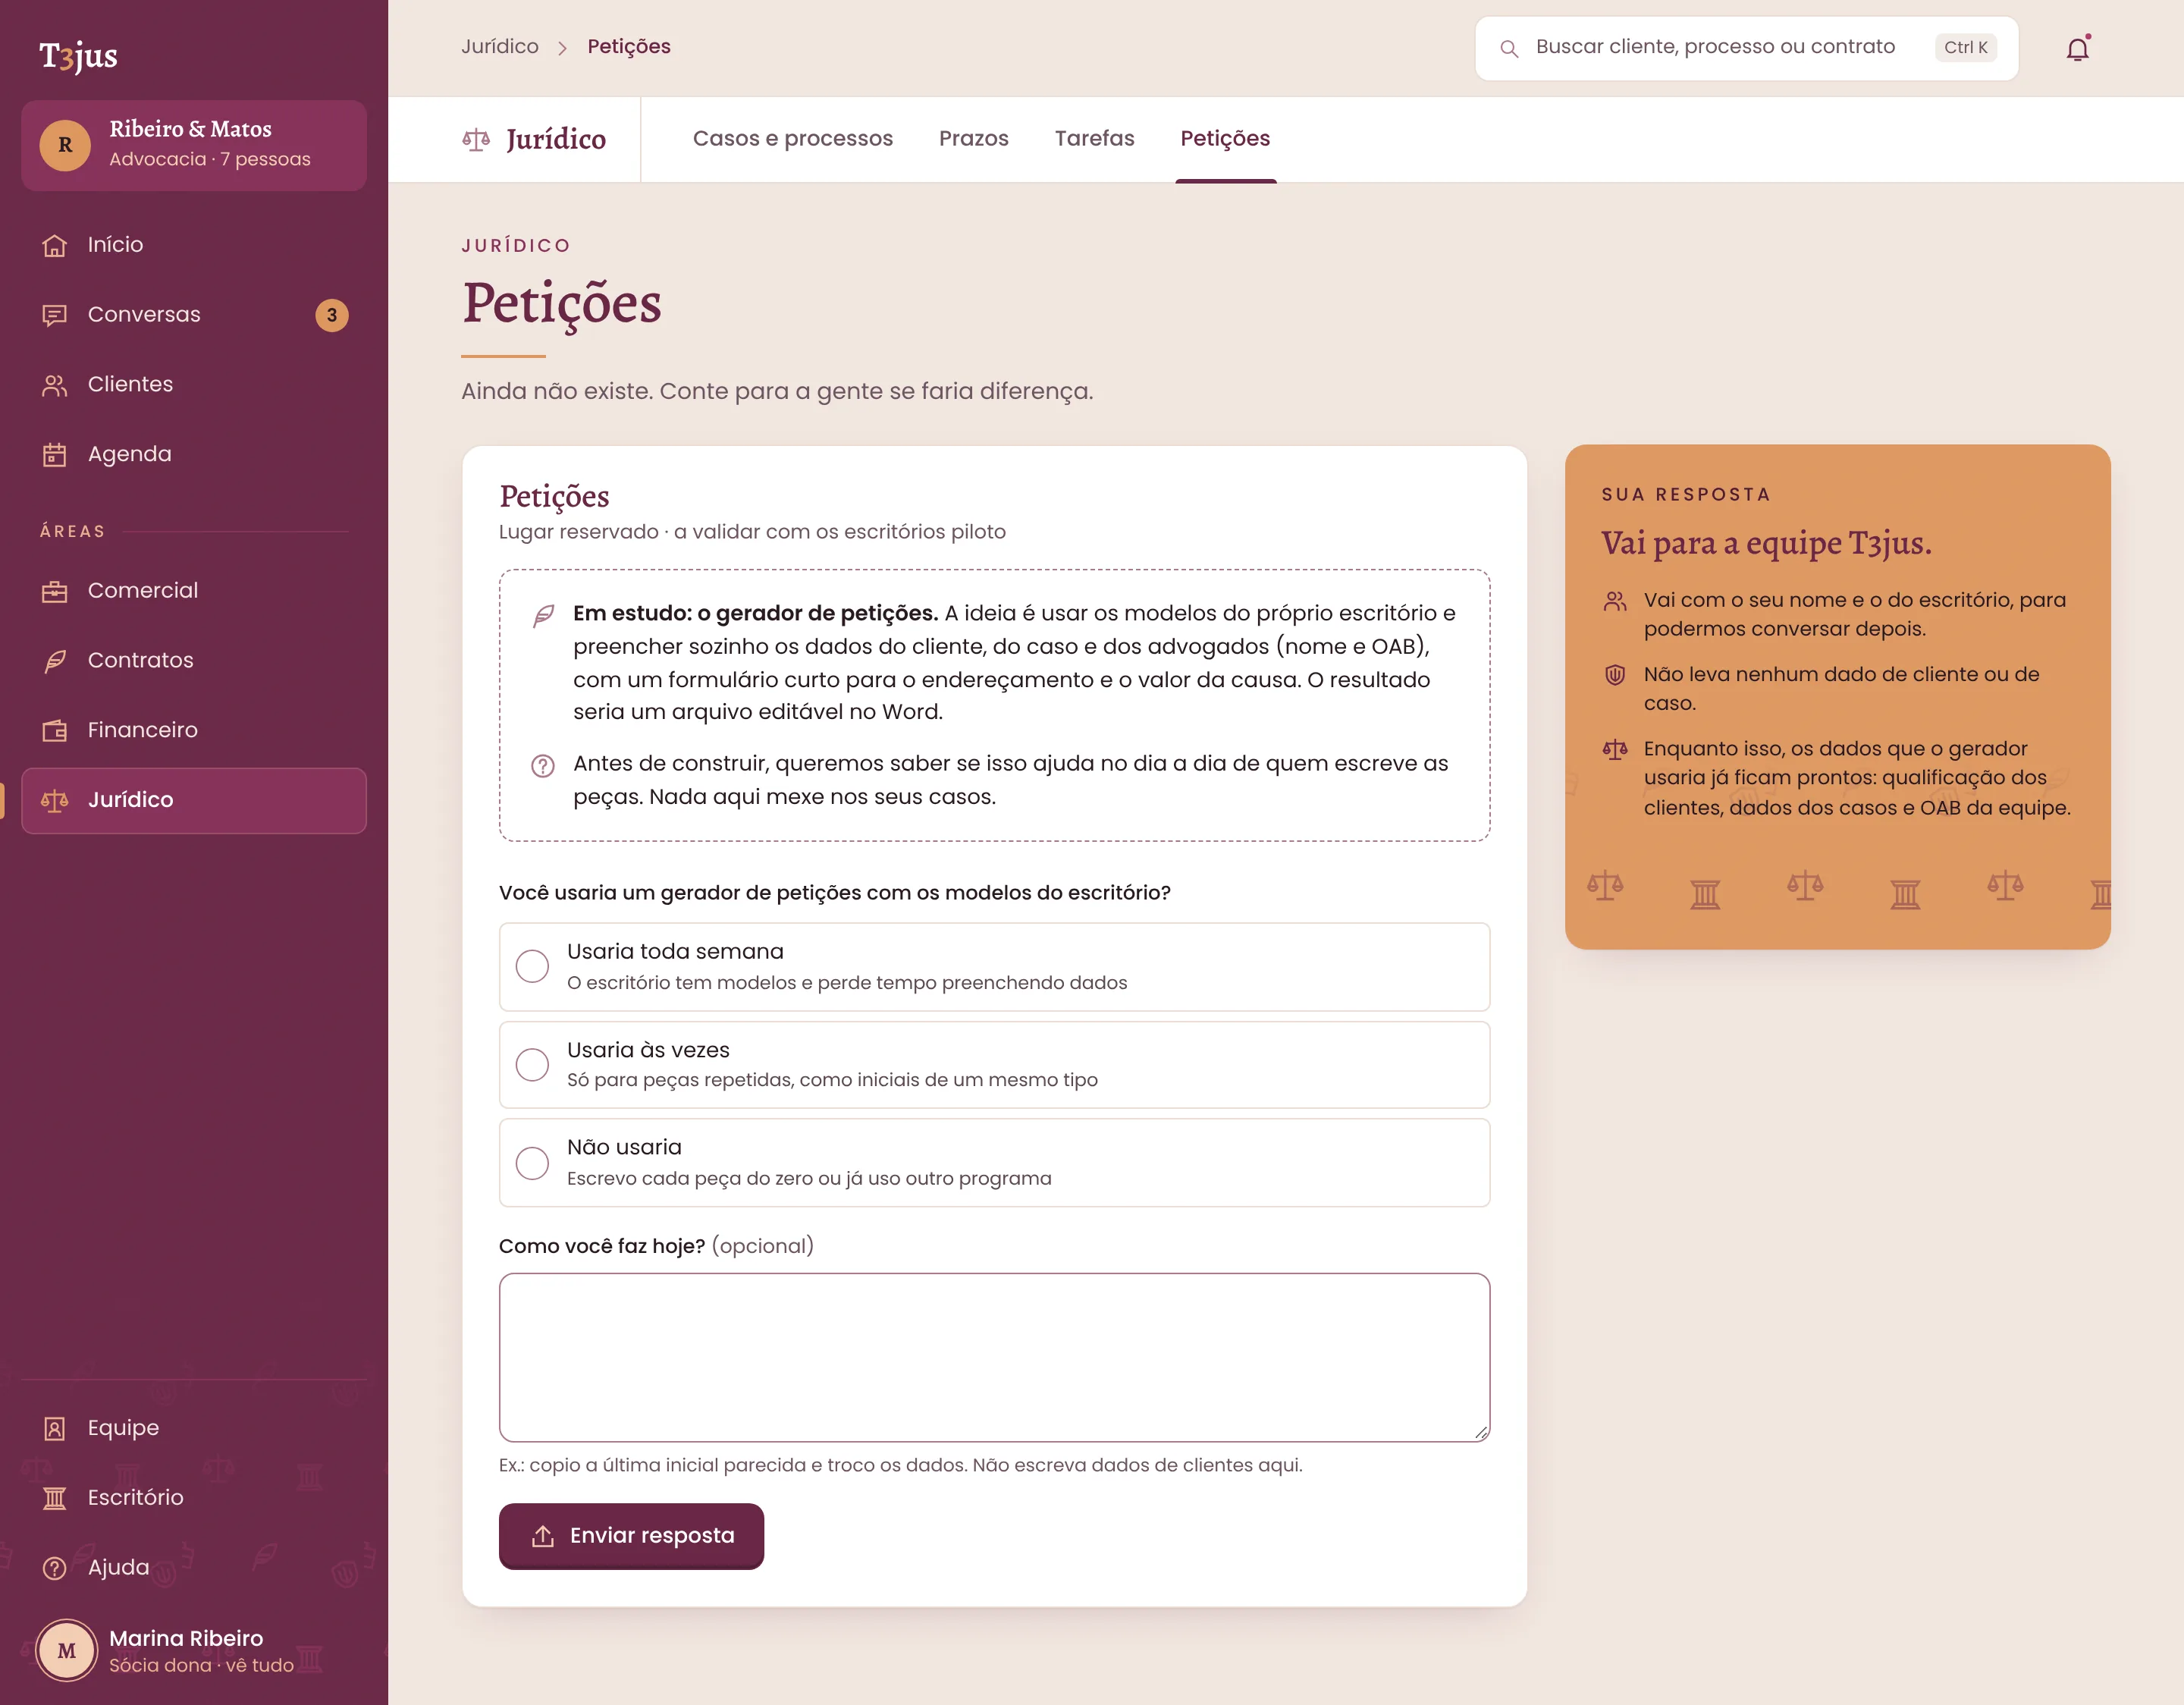 T3jus
R
Ribeiro & Matos
Advocacia · 7 pessoas
Início
Conversas
3
Clientes
Agenda
ÁREAS
Comercial
Contratos
Financeiro
Jurídico
Equipe
Escritório
Ajuda
M
Marina Ribeiro
Sócia dona · vê tudo
Jurídico > Petições
Buscar cliente, processo ou contrato
Ctrl K
Jurídico
Casos e processos
Prazos
Tarefas
Petições
JURÍDICO
Petições
Ainda não existe. Conte para a gente se faria diferença.
Petições
Lugar reservado · a validar com os escritórios piloto
Em estudo: o gerador de petições. A ideia é usar os modelos do próprio escritório e
preencher sozinho os dados do cliente, do caso e dos advogados (nome e OAB),
com um formulário curto para o endereçamento e o valor da causa. O resultado
seria um arquivo editável no Word.
Antes de construir, queremos saber se isso ajuda no dia a dia de quem escreve as
peças. Nada aqui mexe nos seus casos.
Você usaria um gerador de petições com os modelos do escritório?
Usaria toda semana
O escritório tem modelos e perde tempo preenchendo dados
Usaria às vezes
Só para peças repetidas, como iniciais de um mesmo tipo
Não usaria
Escrevo cada peça do zero ou já uso outro programa
Como você faz hoje? (opcional)
Ex.: copio a última inicial parecida e troco os dados. Não escreva dados de clientes aqui.
Enviar resposta
SUA RESPOSTA
Vai para a equipe T3jus.
Vai com o seu nome e o do escritório, para
podermos conversar depois.
Não leva nenhum dado de cliente ou de
caso.
Enquanto isso, os dados que o gerador
usaria já ficam prontos: qualificação dos
clientes, dados dos casos e OAB da equipe.